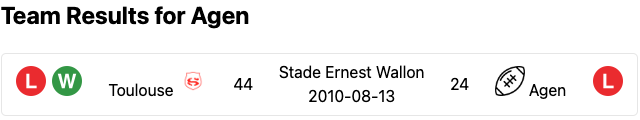 Team Results for Agen
L W Toulouse 44 Stade Ernest Wallon 24 Agen L
2010-08-13